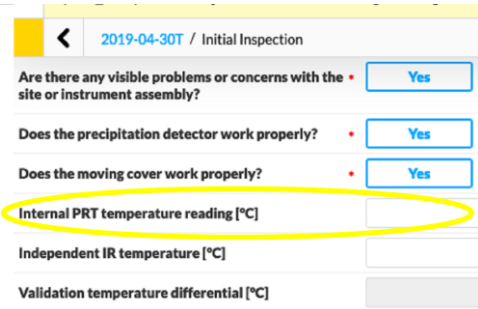 2019-04-30T / Initial Inspection
Are there any visible problems or concerns with the • Yes
site or instrument assembly?
Does the precipitation detector work properly? • Yes
Does the moving cover work properly? • Yes
Internal PRT temperature reading [°C]
Independent IR temperature [°C]
Validation temperature differential [°C]